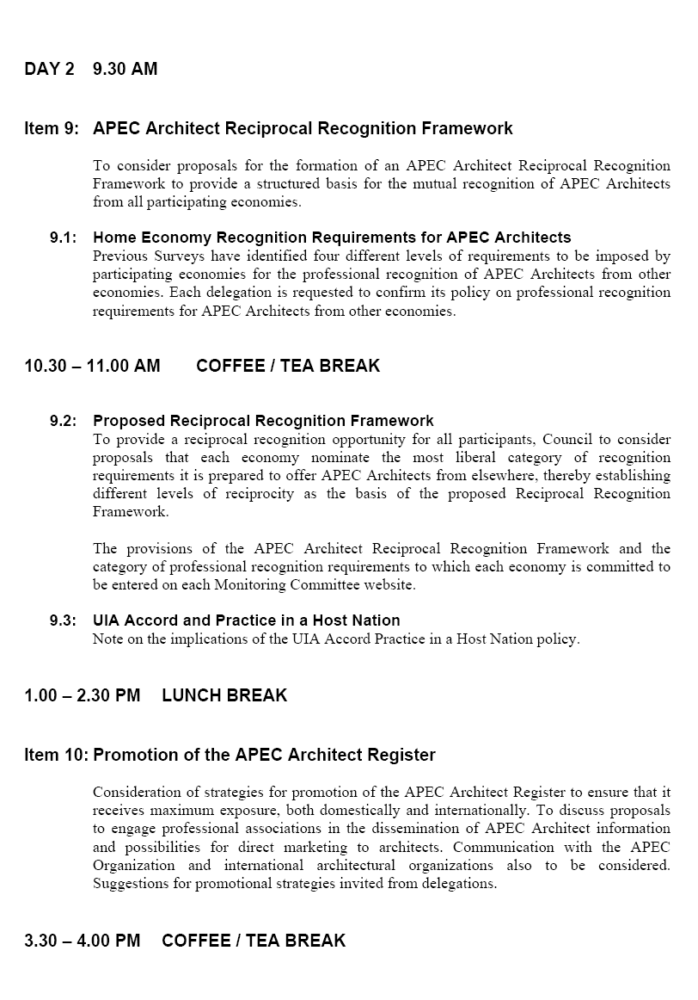 DAY 2 9.30 AM
Item 9: APEC Architect Reciprocal Recognition Framework
To consider proposals for the formation of an APEC Architect Reciprocal Recognition
Framework to provide a structured basis for the mutual recognition of APEC Architects
from all participating economies.
9.1: Home Economy Recognition Requirements for APEC Architects
Previous Surveys have identified four different levels of requirements to be imposed by
participating economies for the professional recognition of APEC Architects from other
economies. Each delegation is requested to confirm its policy on professional recognition
requirements for APEC Architects from other economies.
10.30 – 11.00 AM COFFEE / TEA BREAK
9.2: Proposed Reciprocal Recognition Framework
To provide a reciprocal recognition opportunity for all participants, Council to consider
proposals that each economy nominate the most liberal category of recognition
requirements it is prepared to offer APEC Architects from elsewhere, thereby establishing
different levels of reciprocity as the basis of the proposed Reciprocal Recognition
Framework.
The provisions of the APEC Architect Reciprocal Recognition Framework and the
category of professional recognition requirements to which each economy is committed to
be entered on each Monitoring Committee website.
9.3: UIA Accord and Practice in a Host Nation
Note on the implications of the UIA Accord Practice in a Host Nation policy.
1.00 – 2.30 PM LUNCH BREAK
Item 10: Promotion of the APEC Architect Register
Consideration of strategies for promotion of the APEC Architect Register to ensure that it
receives maximum exposure, both domestically and internationally. To discuss proposals
to engage professional associations in the dissemination of APEC Architect information
and possibilities for direct marketing to architects. Communication with the APEC
Organization and international architectural organizations also to be considered.
Suggestions for promotional strategies invited from delegations.
3.30 – 4.00 PM COFFEE / TEA BREAK